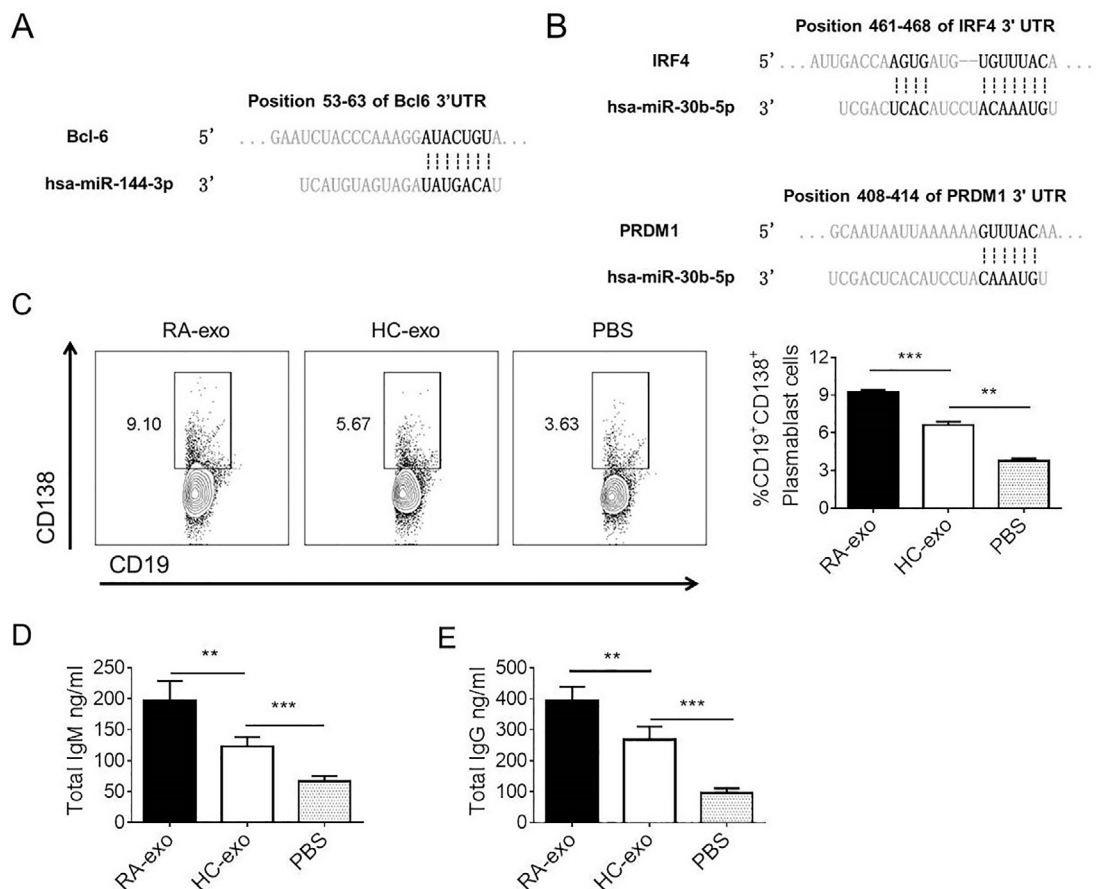 A
Position 53-63 of Bcl6 3'UTR
Bcl-6 5' ...GAAUCUACCCAAAGGAUACUGUA...
hsa-miR-144-3p 3' UCAUGUAGUAGAUAUGACAU
B
Position 461-468 of IRF4 3' UTR
IRF4 5' ...AUUGACCAAGUGAUG--UGUUUACA ...
hsa-miR-30b-5p 3' UCGACUCACAUCCUACAAAUGU
Position 408-414 of PRDM1 3' UTR
PRDM1 5' ...GCAAUAAUUAAAAAAGUUUACAA...
hsa-miR-30b-5p 3' UCGACUCACAUCCUACAAAUGU
C
RA-exo HC-exo PBS
9.10 5.67 3.63
CD138
CD19
%CD19+CD138+
Plasmablast cells
12
9
6
3
0
***
**
RA-exo HC-exo PBS
D
Total IgM ng/ml
250
200
150
100
50
0
**
***
RA-exo HC-exo PBS
E
Total IgG ng/ml
500
400
300
200
100
0
**
***
RA-exo HC-exo PBS